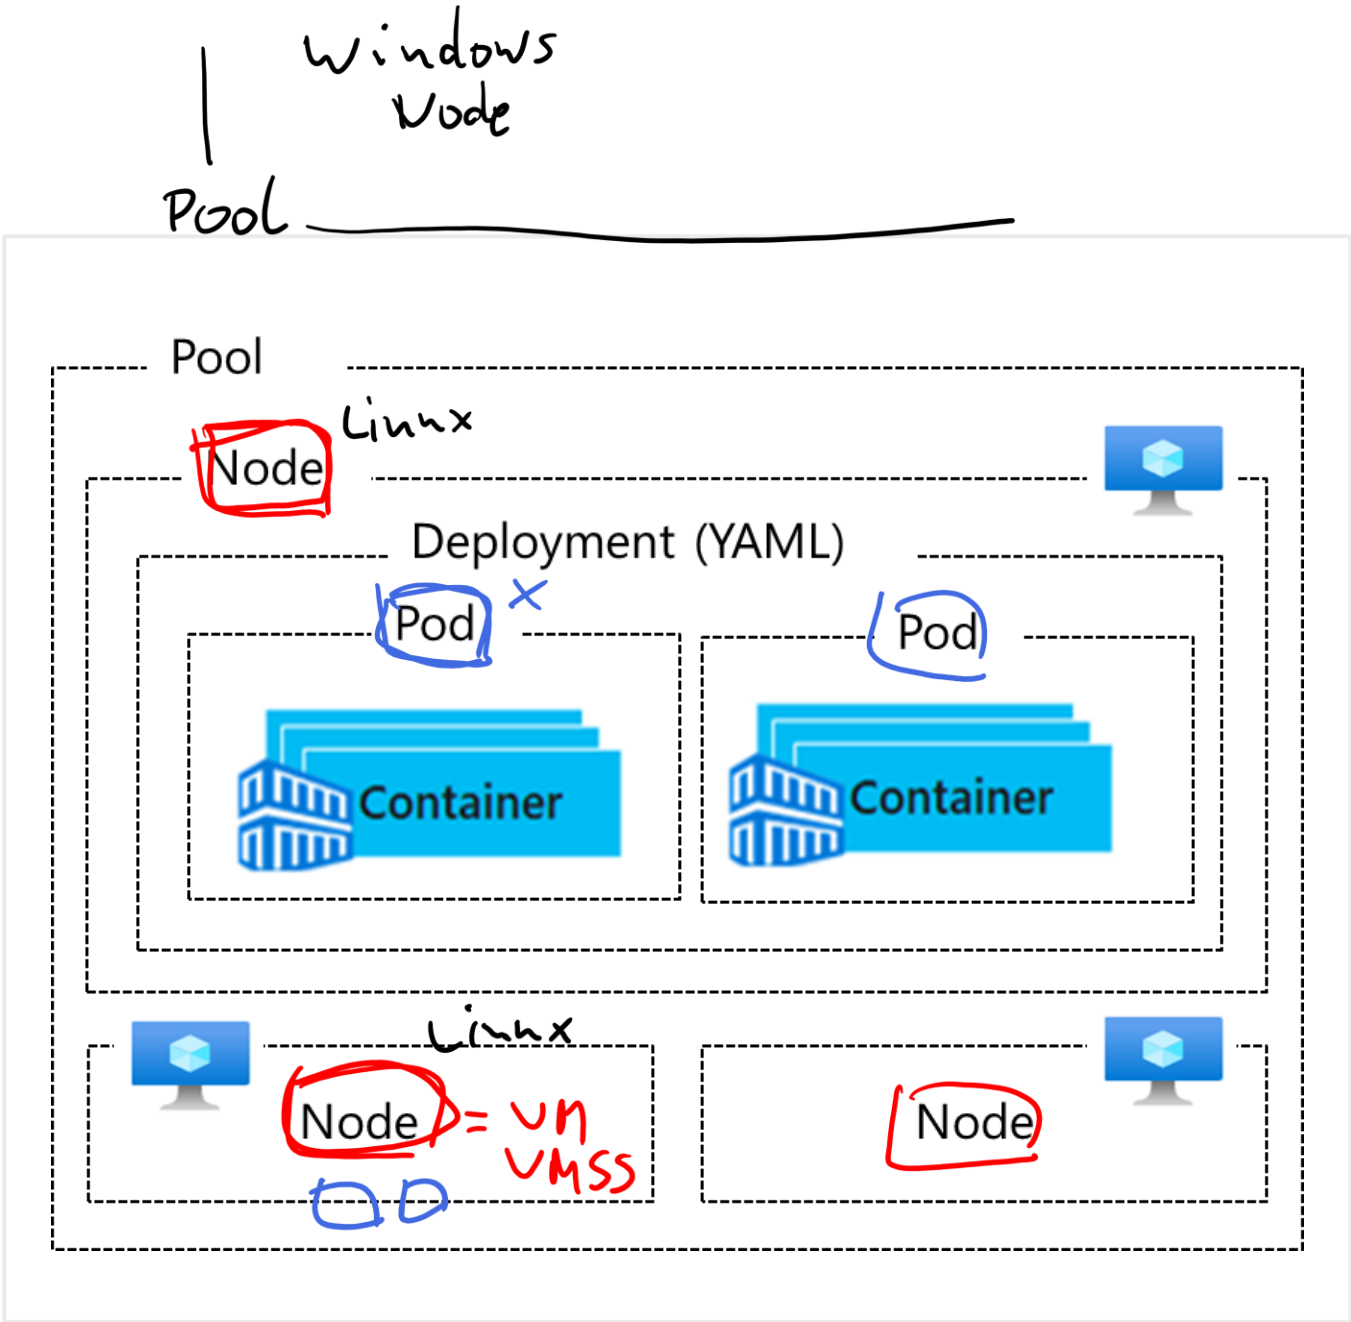 Windows
Node
Pool
Pool
Linux
Node
Deployment (YAML)
Pod
x
Pod
Container
Container
Linux
Node
= VM
VMSS
Node